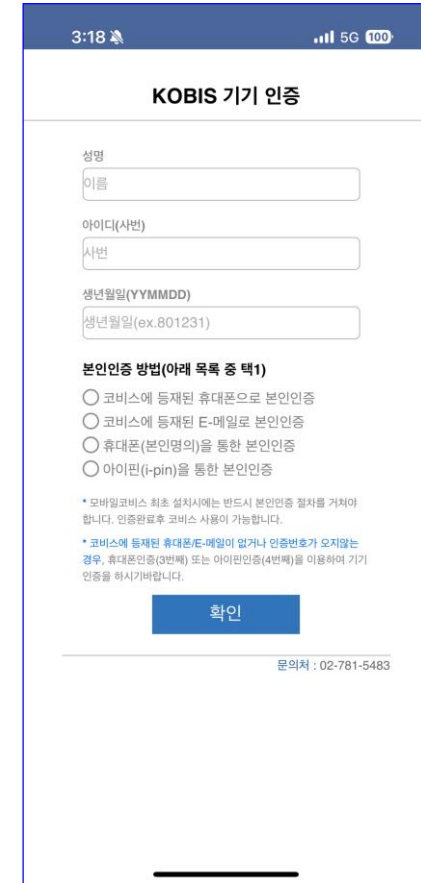 3:18
5G 100
KOBIS 기기 인증
성명
이름
아이디(사번)
사번
생년월일(YYMMDD)
생년월일(ex.801231)
본인인증 방법(아래 목록 중 택1)
코비스에 등재된 휴대폰으로 본인인증
코비스에 등재된 E-메일로 본인인증
휴대폰(본인명의)을 통한 본인인증
아이핀(i-pin)을 통한 본인인증
* 모바일코비스 최초 설치시에는 반드시 본인인증 절차를 거쳐야
합니다. 인증완료후 코비스 사용이 가능합니다.
* 코비스에 등재된 휴대폰/E-메일이 없거나 인증번호가 오지않는
경우, 휴대폰인증(3번째) 또는 아이핀인증(4번째)을 이용하여 기기
인증을 하시기바랍니다.
확인
문의처 : 02-781-5483